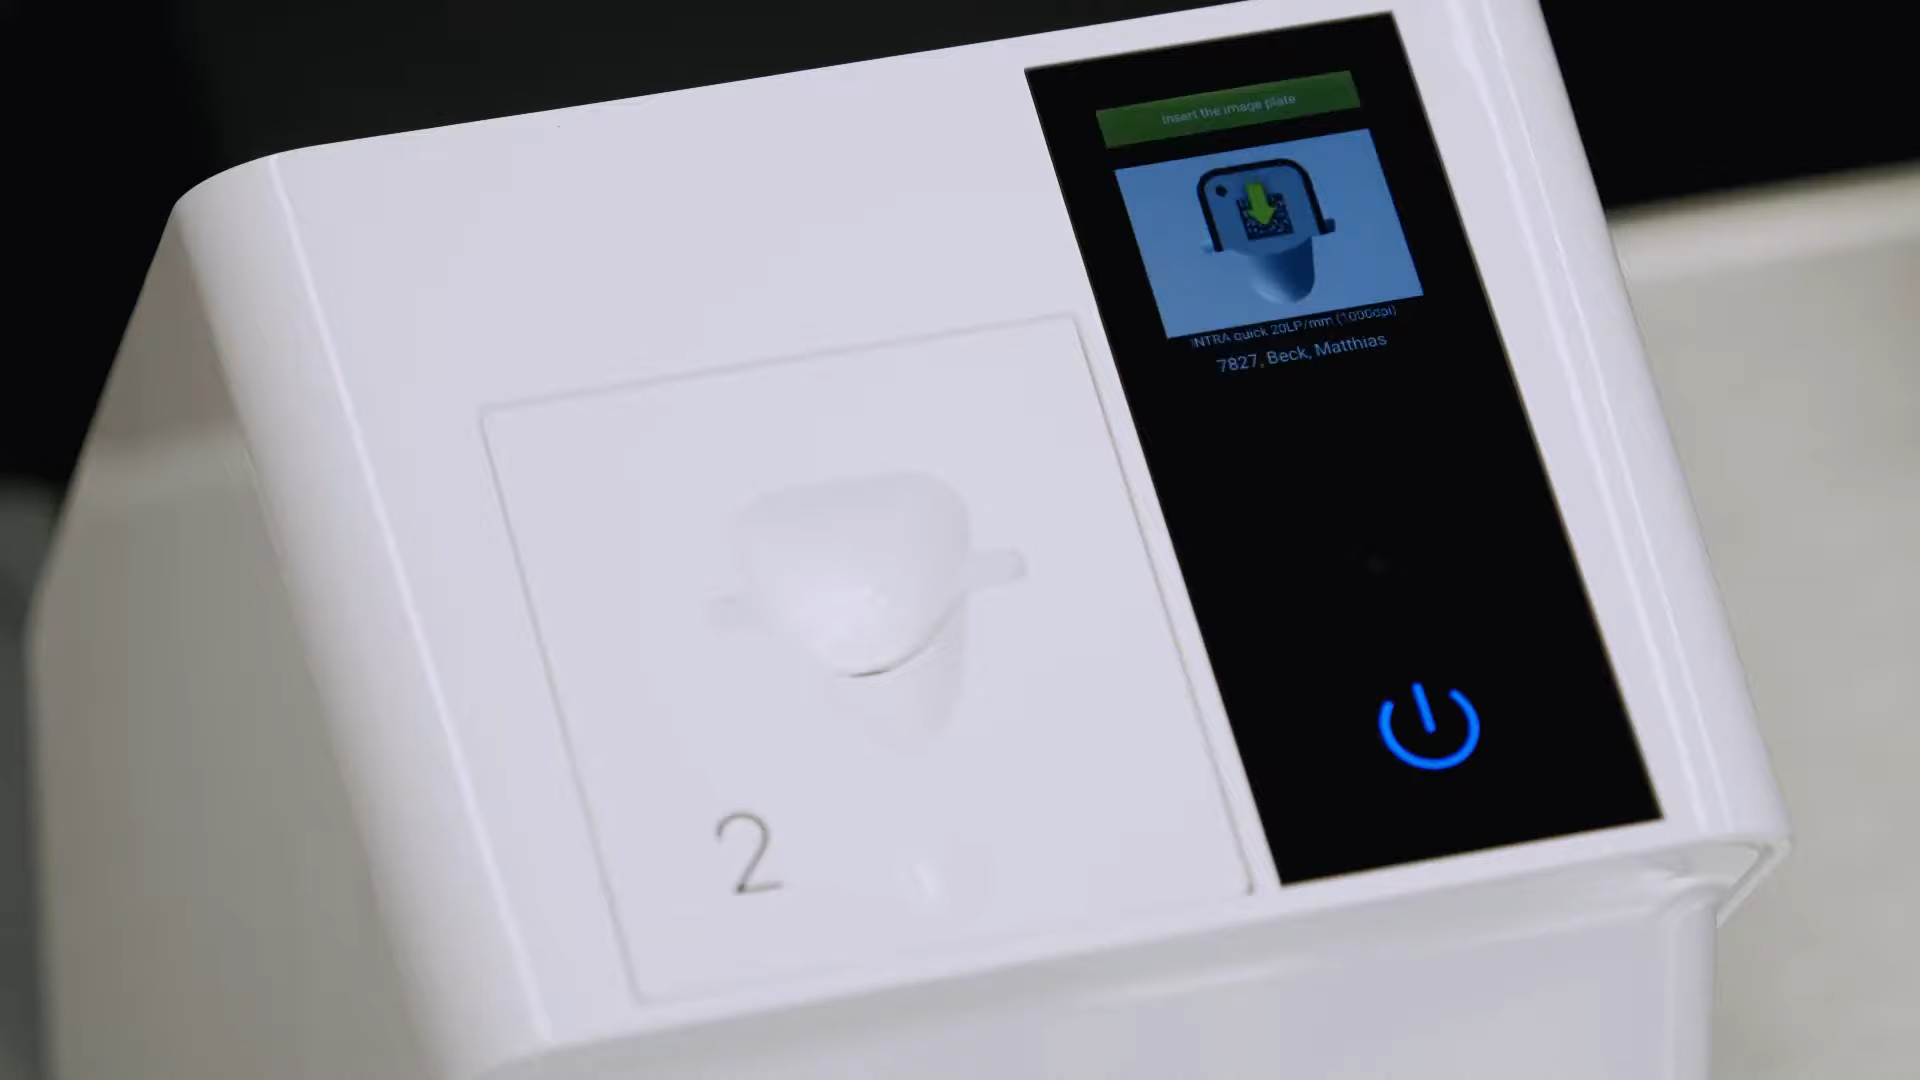 Insert the image plate
INTRA quick 20LP/mm (1000dpi)
7827, Beck, Matthias
2